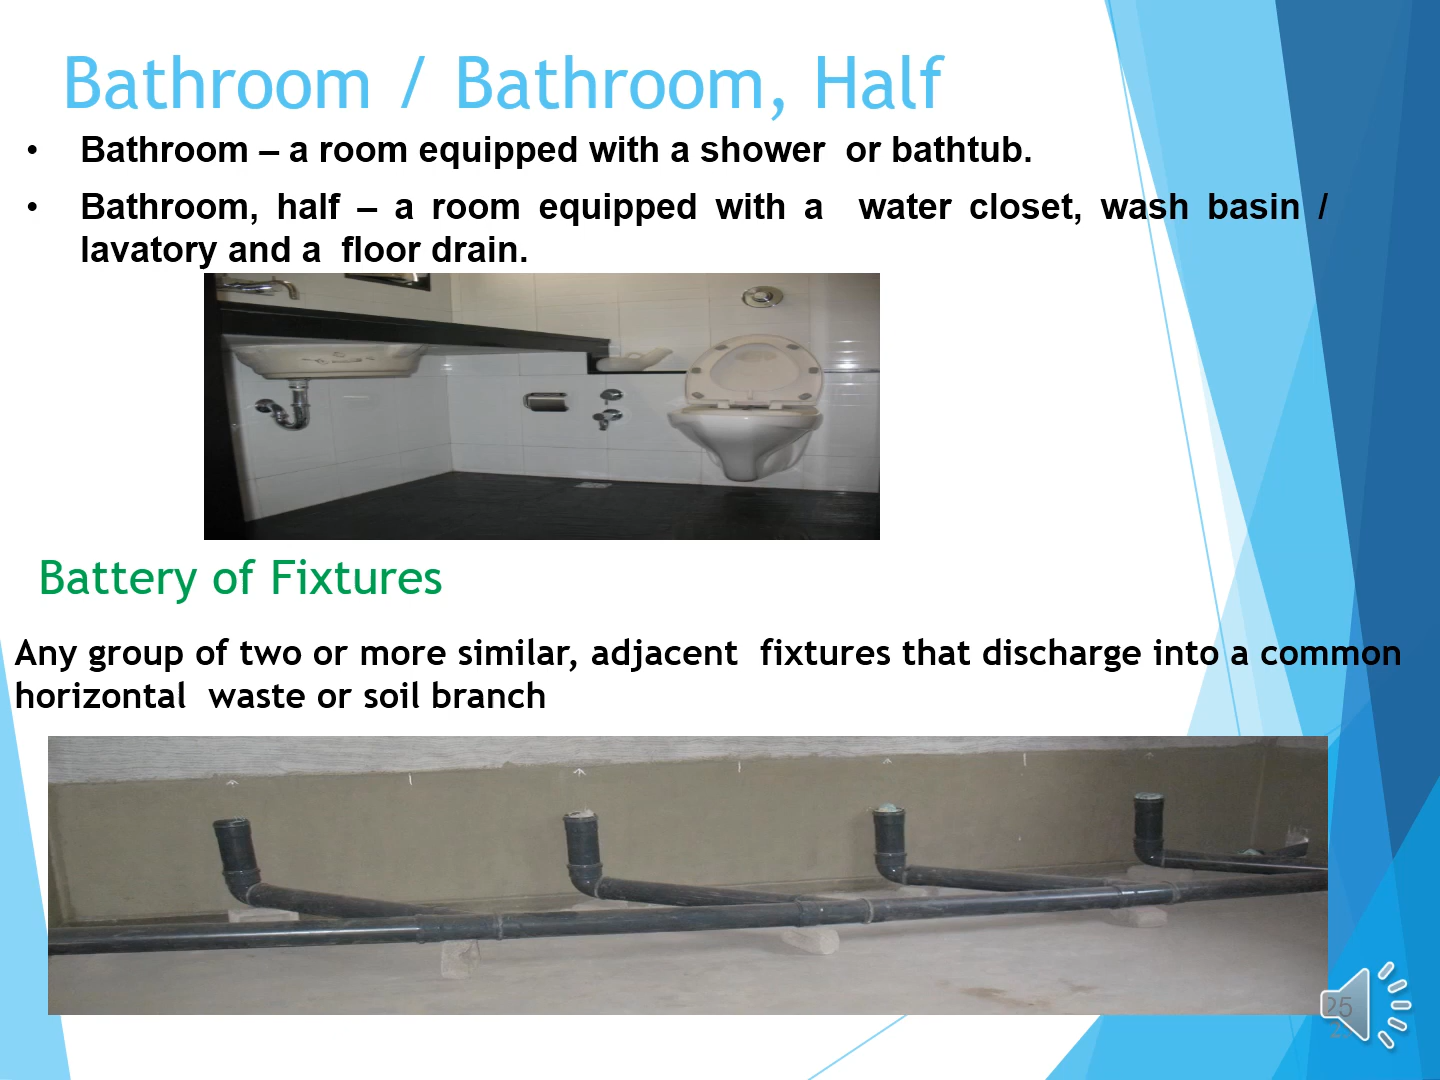 Bathroom / Bathroom, Half
• Bathroom – a room equipped with a shower or bathtub.
• Bathroom, half – a room equipped with a water closet, wash basin /
lavatory and a floor drain.
Battery of Fixtures
Any group of two or more similar, adjacent fixtures that discharge into a common
horizontal waste or soil branch
25